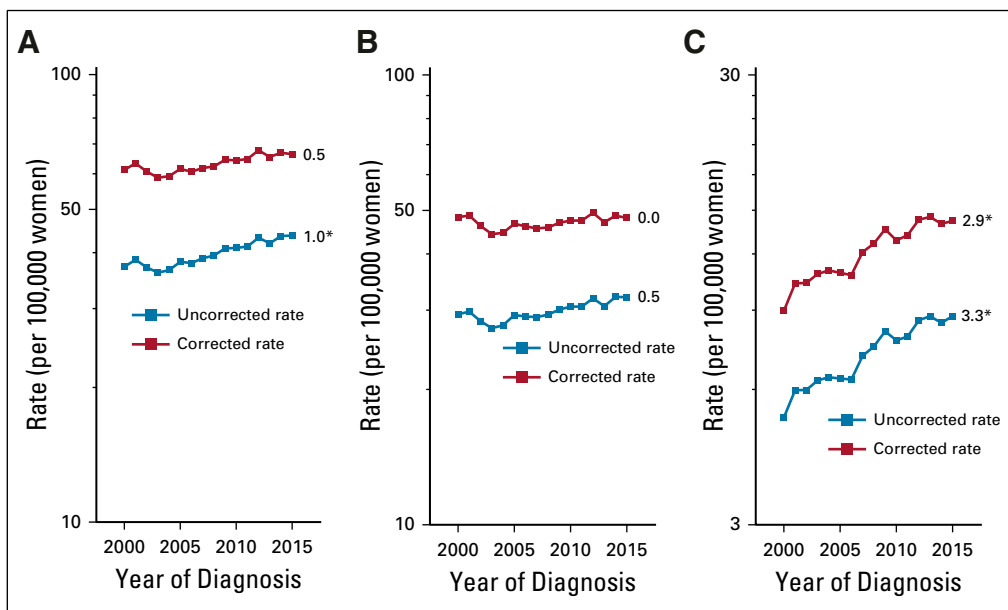 A
Rate (per 100,000 women)
100
50
10
0.5
1.0*
Uncorrected rate
Corrected rate
2000 2005 2010 2015
Year of Diagnosis
B
Rate (per 100,000 women)
100
50
10
0.0
0.5
Uncorrected rate
Corrected rate
2000 2005 2010 2015
Year of Diagnosis
C
Rate (per 100,000 women)
30
3
2.9*
3.3*
Uncorrected rate
Corrected rate
2000 2005 2010 2015
Year of Diagnosis